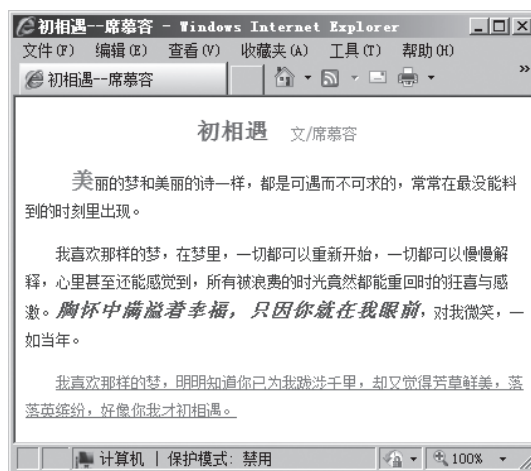 初相遇--席慕容 - Windows Internet Explorer
文件(F) 编辑(E) 查看(V) 收藏夹(A) 工具(T) 帮助(H)
初相遇--席慕容
»
初相遇 文/席慕容
美丽的梦和美丽的诗一样，都是可遇而不可求的，常常在最没能料
到的时刻里出现。
我喜欢那样的梦，在梦里，一切都可以重新开始，一切都可以慢慢解
释，心里甚至还能感觉到，所有被浪费的时光竟然都能重回时的狂喜与感
激。胸怀中满溢着幸福，只因你就在我眼前，对我微笑，一
如当年。
我喜欢那样的梦，明明知道你已为我跋涉千里，却又觉得芳草鲜美，落
落英缤纷，好像你我才初相遇。
计算机 | 保护模式: 禁用 100%